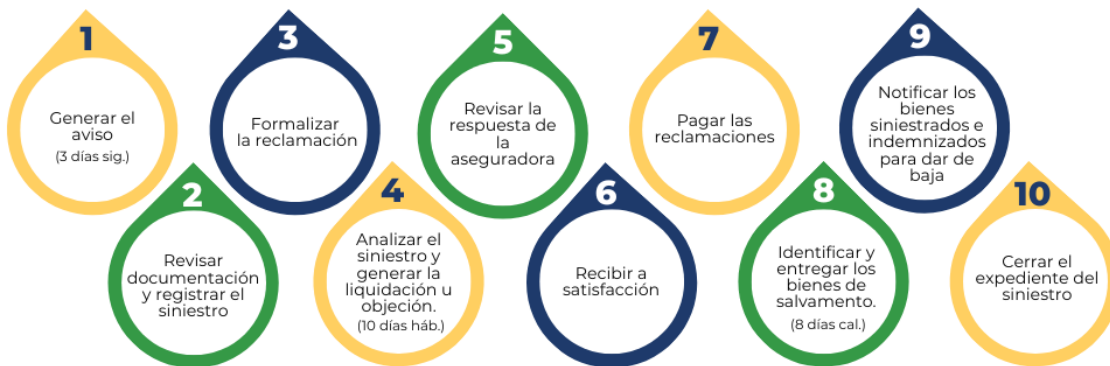 1
Generar el
aviso
(3 días sig.)
2
Revisar
documentación
y registrar el
siniestro
3
Formalizar
la reclamación
4
Analizar el
siniestro y
generar la
liquidación u
objeción.
(10 días háb.)
5
Revisar la
respuesta de
la
aseguradora
6
Recibir a
satisfacción
7
Pagar las
reclamaciones
8
Identificar y
entregar los
bienes de
salvamento.
(8 días cal.)
9
Notificar los
bienes
siniestrados e
indemnizados
para dar de
baja
10
Cerrar el
expediente del
siniestro